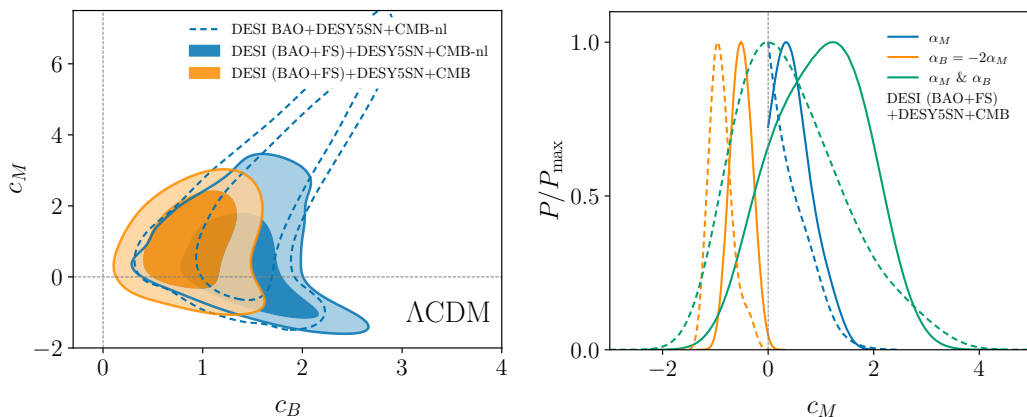 DESI BAO+DESY5SN+CMB-nl
DESI (BAO+FS)+DESY5SN+CMB-nl
DESI (BAO+FS)+DESY5SN+CMB
6
4
2
0
−2
c_M
ΛCDM
0
1
2
3
4
c_B
α_M
α_B = −2α_M
α_M & α_B
DESI (BAO+FS)
+DESY5SN+CMB
1.0
0.5
0.0
P/P_max
−2
0
2
4
c_M